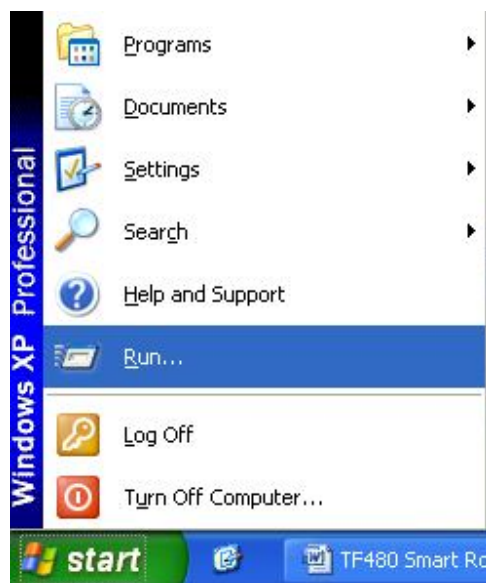 Windows XP Professional
Programs
Documents
Settings
Search
Help and Support
Run...
Log Off
Turn Off Computer...
start
TF480 Smart Ro